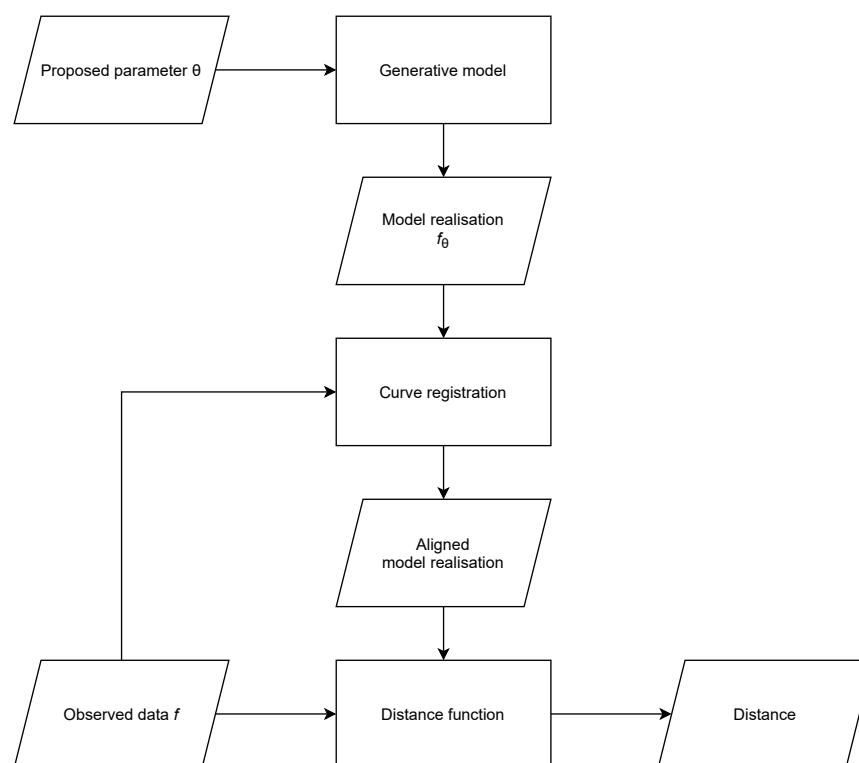 Proposed parameter θ
Generative model
Model realisation
fθ
Curve registration
Aligned
model realisation
Observed data f
Distance function
Distance